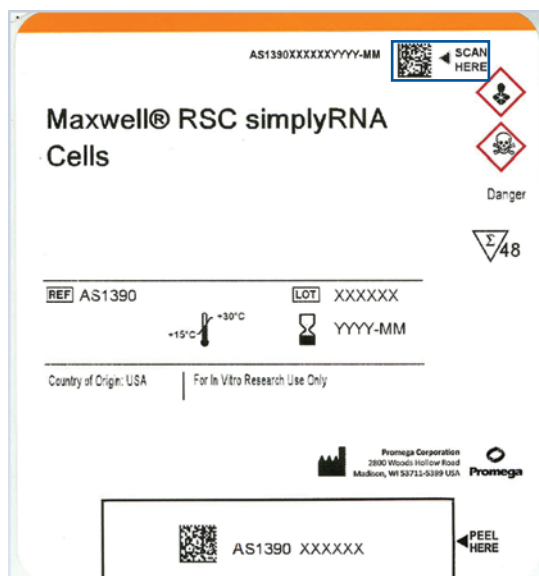 AS1390XXXXXXYYYY-MM
SCAN
HERE
Maxwell® RSC simplyRNA
Cells
Danger
Σ 48
REF AS1390
LOT XXXXXX
+15°C +30°C
YYYY-MM
Country of Origin: USA
For In Vitro Research Use Only
Promega Corporation
2800 Woods Hollow Road
Madison, WI 53711-5399 USA
Promega
AS1390 XXXXXX
PEEL
HERE